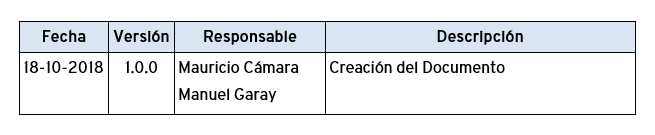 Fecha Versión Responsable Descripción
18-10-2018 1.0.0 Mauricio Cámara Creación del Documento
Manuel Garay